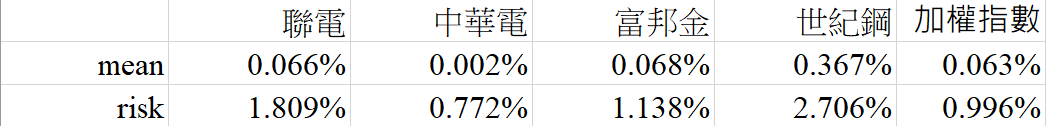 聯電 中華電 富邦金 世紀鋼 加權指數
mean 0.066% 0.002% 0.068% 0.367% 0.063%
risk 1.809% 0.772% 1.138% 2.706% 0.996%